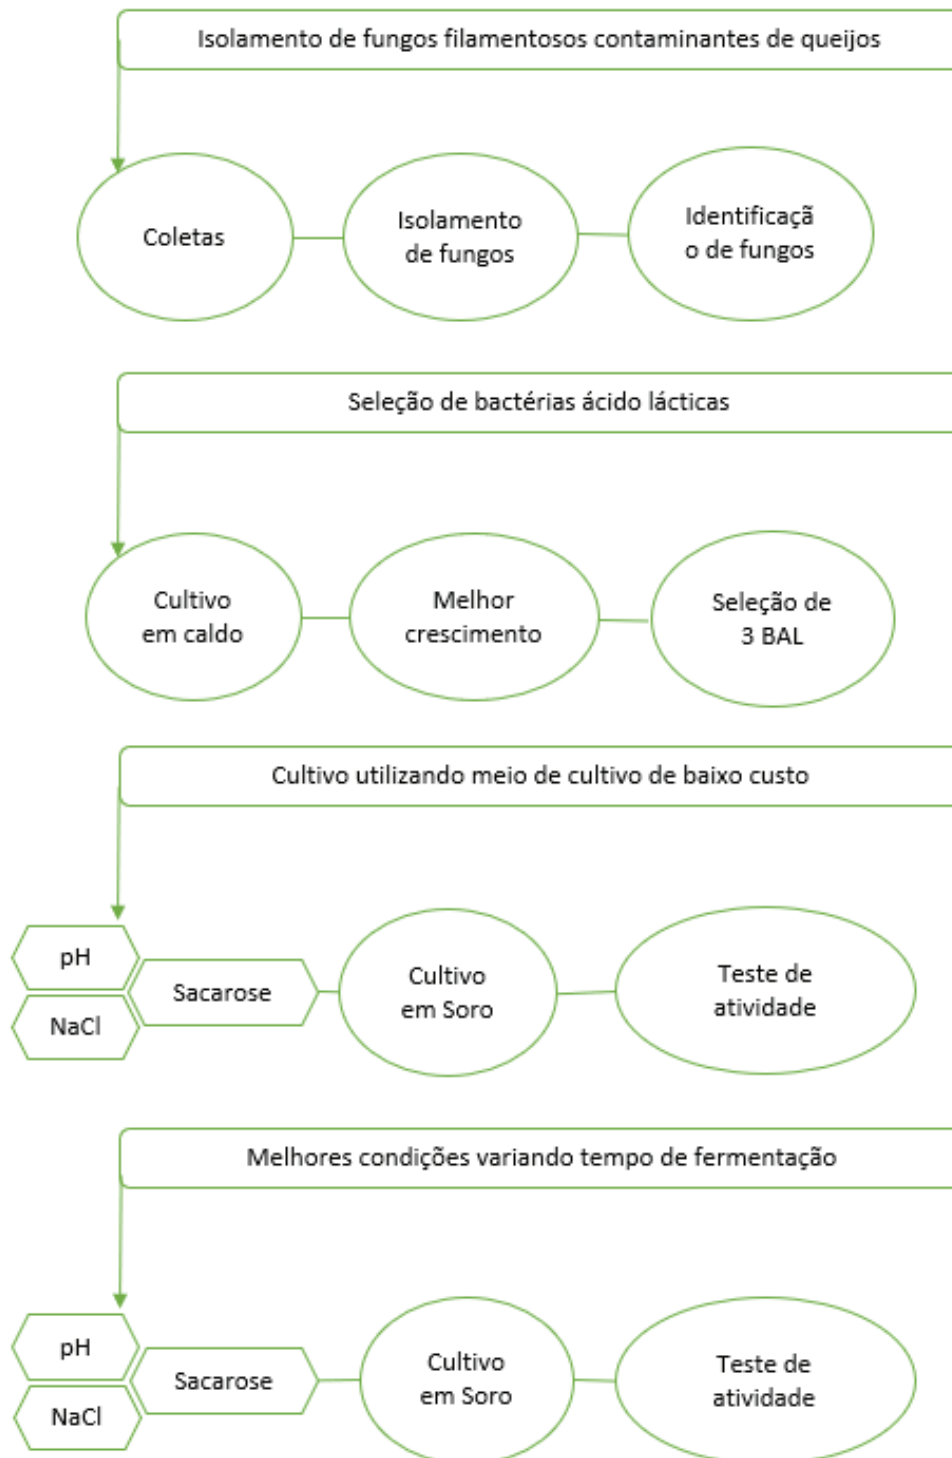 Isolamento de fungos filamentosos contaminantes de queijos
Coletas
Isolamento
de fungos
Identificaçã
o de fungos
Seleção de bactérias ácido lácticas
Cultivo
em caldo
Melhor
crescimento
Seleção de
3 BAL
Cultivo utilizando meio de cultivo de baixo custo
pH
NaCl
Sacarose
Cultivo
em Soro
Teste de
atividade
Melhores condições variando tempo de fermentação
pH
NaCl
Sacarose
Cultivo
em Soro
Teste de
atividade